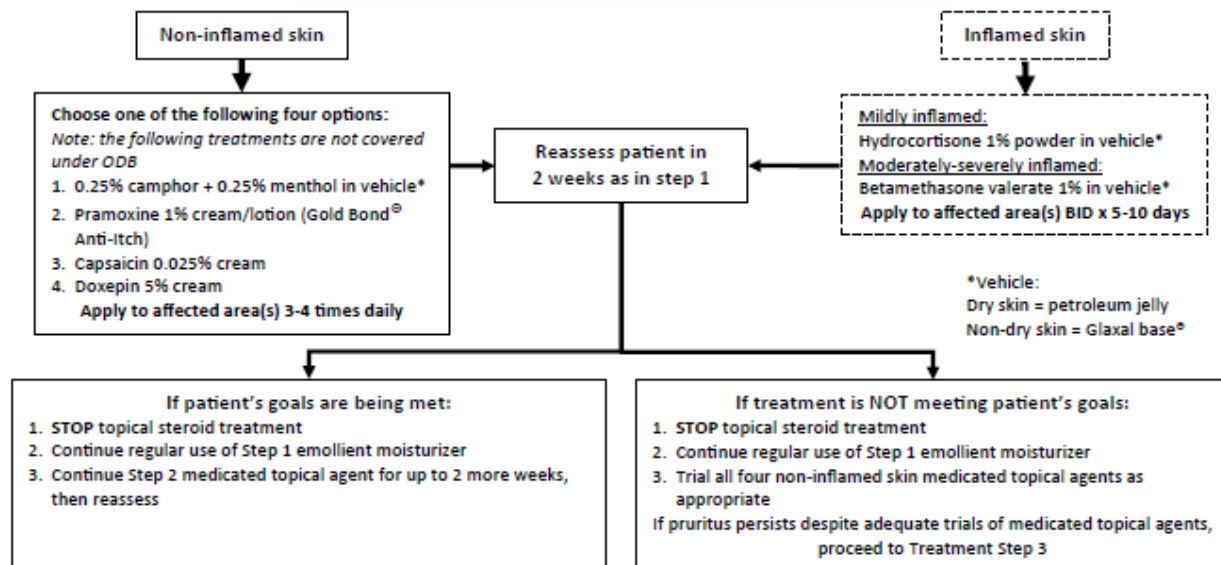 Non-inflamed skin
Inflamed skin
Choose one of the following four options:
Note: the following treatments are not covered
under ODB
1. 0.25% camphor + 0.25% menthol in vehicle*
2. Pramoxine 1% cream/lotion (Gold Bond®
Anti-Itch)
3. Capsaicin 0.025% cream
4. Doxepin 5% cream
Apply to affected area(s) 3-4 times daily
Reassess patient in
2 weeks as in step 1
Mildly inflamed:
Hydrocortisone 1% powder in vehicle*
Moderately-severely inflamed:
Betamethasone valerate 1% in vehicle*
Apply to affected area(s) BID x 5-10 days
*Vehicle:
Dry skin = petroleum jelly
Non-dry skin = Glaxal base®
If patient's goals are being met:
1. STOP topical steroid treatment
2. Continue regular use of Step 1 emollient moisturizer
3. Continue Step 2 medicated topical agent for up to 2 more weeks,
then reassess
If treatment is NOT meeting patient's goals:
1. STOP topical steroid treatment
2. Continue regular use of Step 1 emollient moisturizer
3. Trial all four non-inflamed skin medicated topical agents as
appropriate
If pruritus persists despite adequate trials of medicated topical agents,
proceed to Treatment Step 3